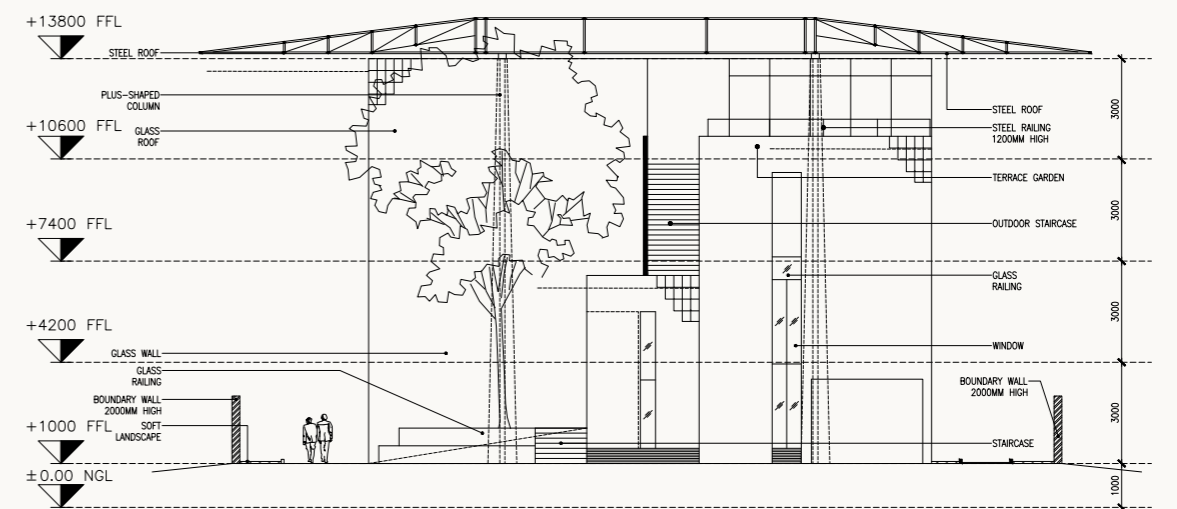 +13800 FFL
STEEL ROOF
PLUS-SHAPED
COLUMN
+10600 FFL
GLASS
ROOF
+7400 FFL
+4200 FFL
GLASS WALL
GLASS
RAILING
BOUNDARY WALL
2000MM HIGH
+1000 FFL
SOFT
LANDSCAPE
±0.00 NGL
STEEL ROOF
STEEL RAILING
1200MM HIGH
TERRACE GARDEN
OUTDOOR STAIRCASE
GLASS
RAILING
WINDOW
BOUNDARY WALL
2000MM HIGH
STAIRCASE
3000
3000
3000
3000
1000